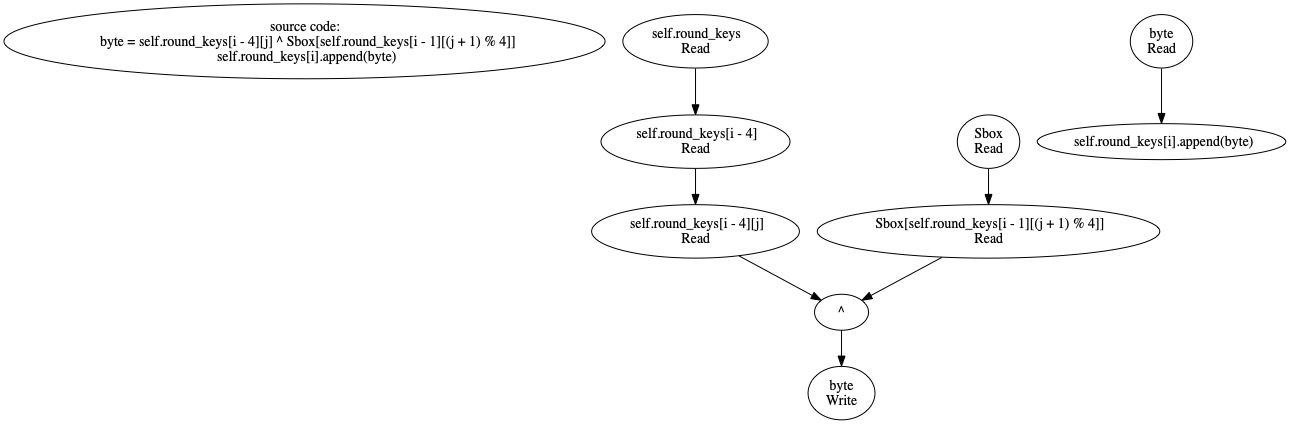 source code:
byte = self.round_keys[i - 4][j] ^ Sbox[self.round_keys[i - 1][(j + 1) % 4]]
self.round_keys[i].append(byte)
self.round_keys
Read
byte
Read
self.round_keys[i - 4]
Read
Sbox
Read
self.round_keys[i].append(byte)
self.round_keys[i - 4][j]
Read
Sbox[self.round_keys[i - 1][(j + 1) % 4]]
Read
^
byte
Write